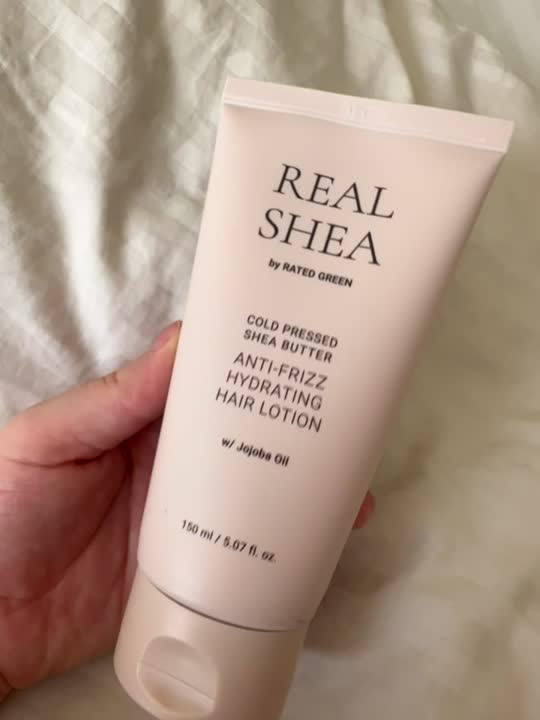 REAL
SHEA
by RATED GREEN
COLD PRESSED
SHEA BUTTER
ANTI-FRIZZ
HYDRATING
HAIR LOTION
w/ Jojoba Oil
150 ml / 5.07 fl. oz.